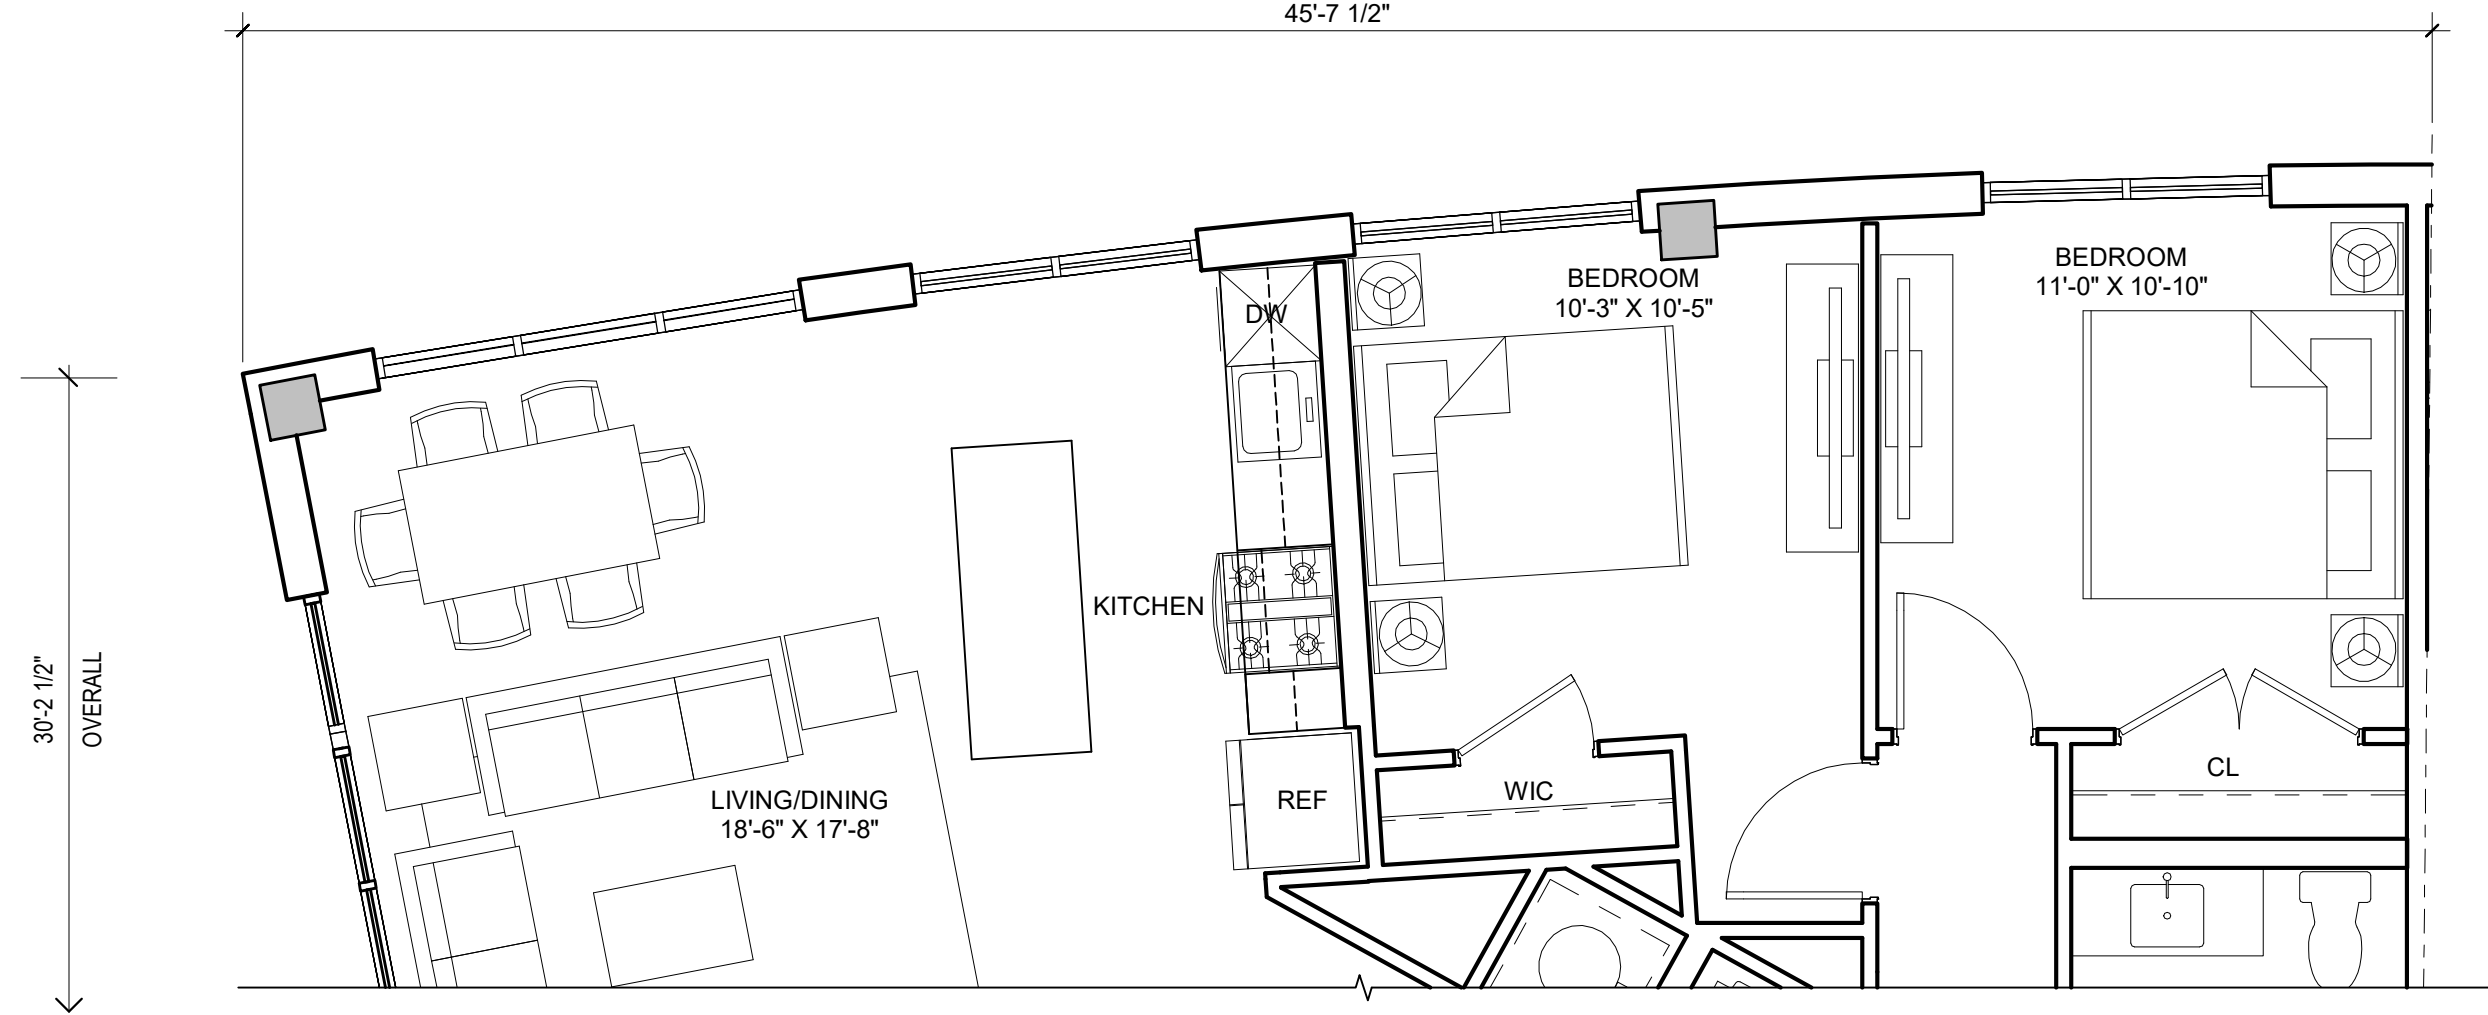 45'-7 1/2"
BEDROOM
11'-0" X 10'-10"
BEDROOM
10'-3" X 10'-5"
DW
KITCHEN
30'-2 1/2"
OVERALL
CL
WIC
REF
LIVING/DINING
18'-6" X 17'-8"